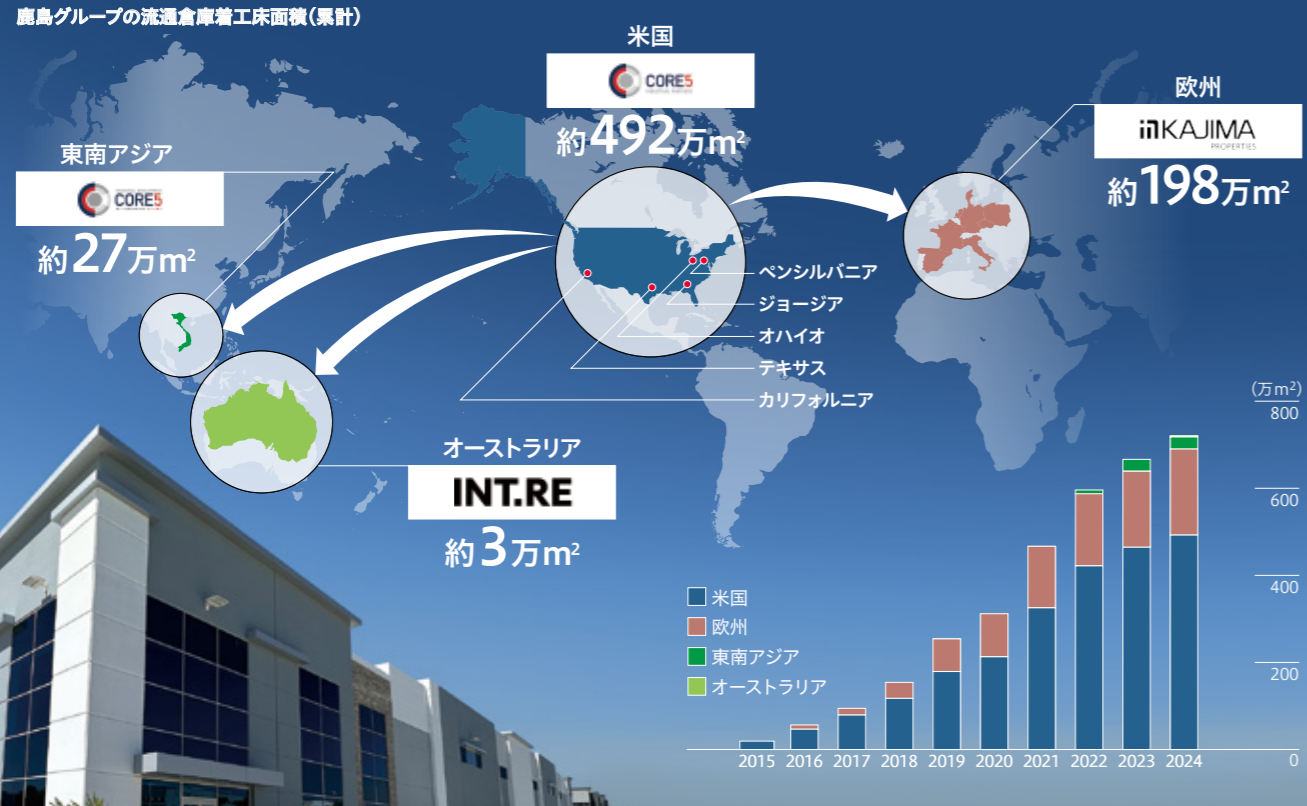 鹿島グループの流通倉庫着工床面積（累計）
米国
CORE5
約492万m²
欧州
KAJIMA
PROPERTIES
約198万m²
東南アジア
CORE5
約27万m²
ペンシルバニア
ジョージア
オハイオ
テキサス
カリフォルニア
オーストラリア
INT.RE
約3万m²
（万m²）
800
600
400
200
0
米国
欧州
東南アジア
オーストラリア
2015 2016 2017 2018 2019 2020 2021 2022 2023 2024